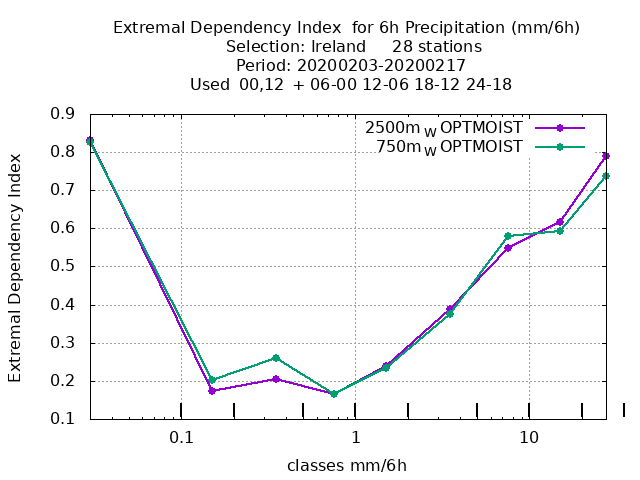 Extremal Dependency Index  for 6h Precipitation (mm/6h)
Selection: Ireland     28 stations
Period: 20200203-20200217
Used  00,12  + 06-00 12-06 18-12 24-18
2500m W OPTMOIST
750m W OPTMOIST
Extremal Dependency Index
0.9
0.8
0.7
0.6
0.5
0.4
0.3
0.2
0.1
0.1 1 10
classes mm/6h